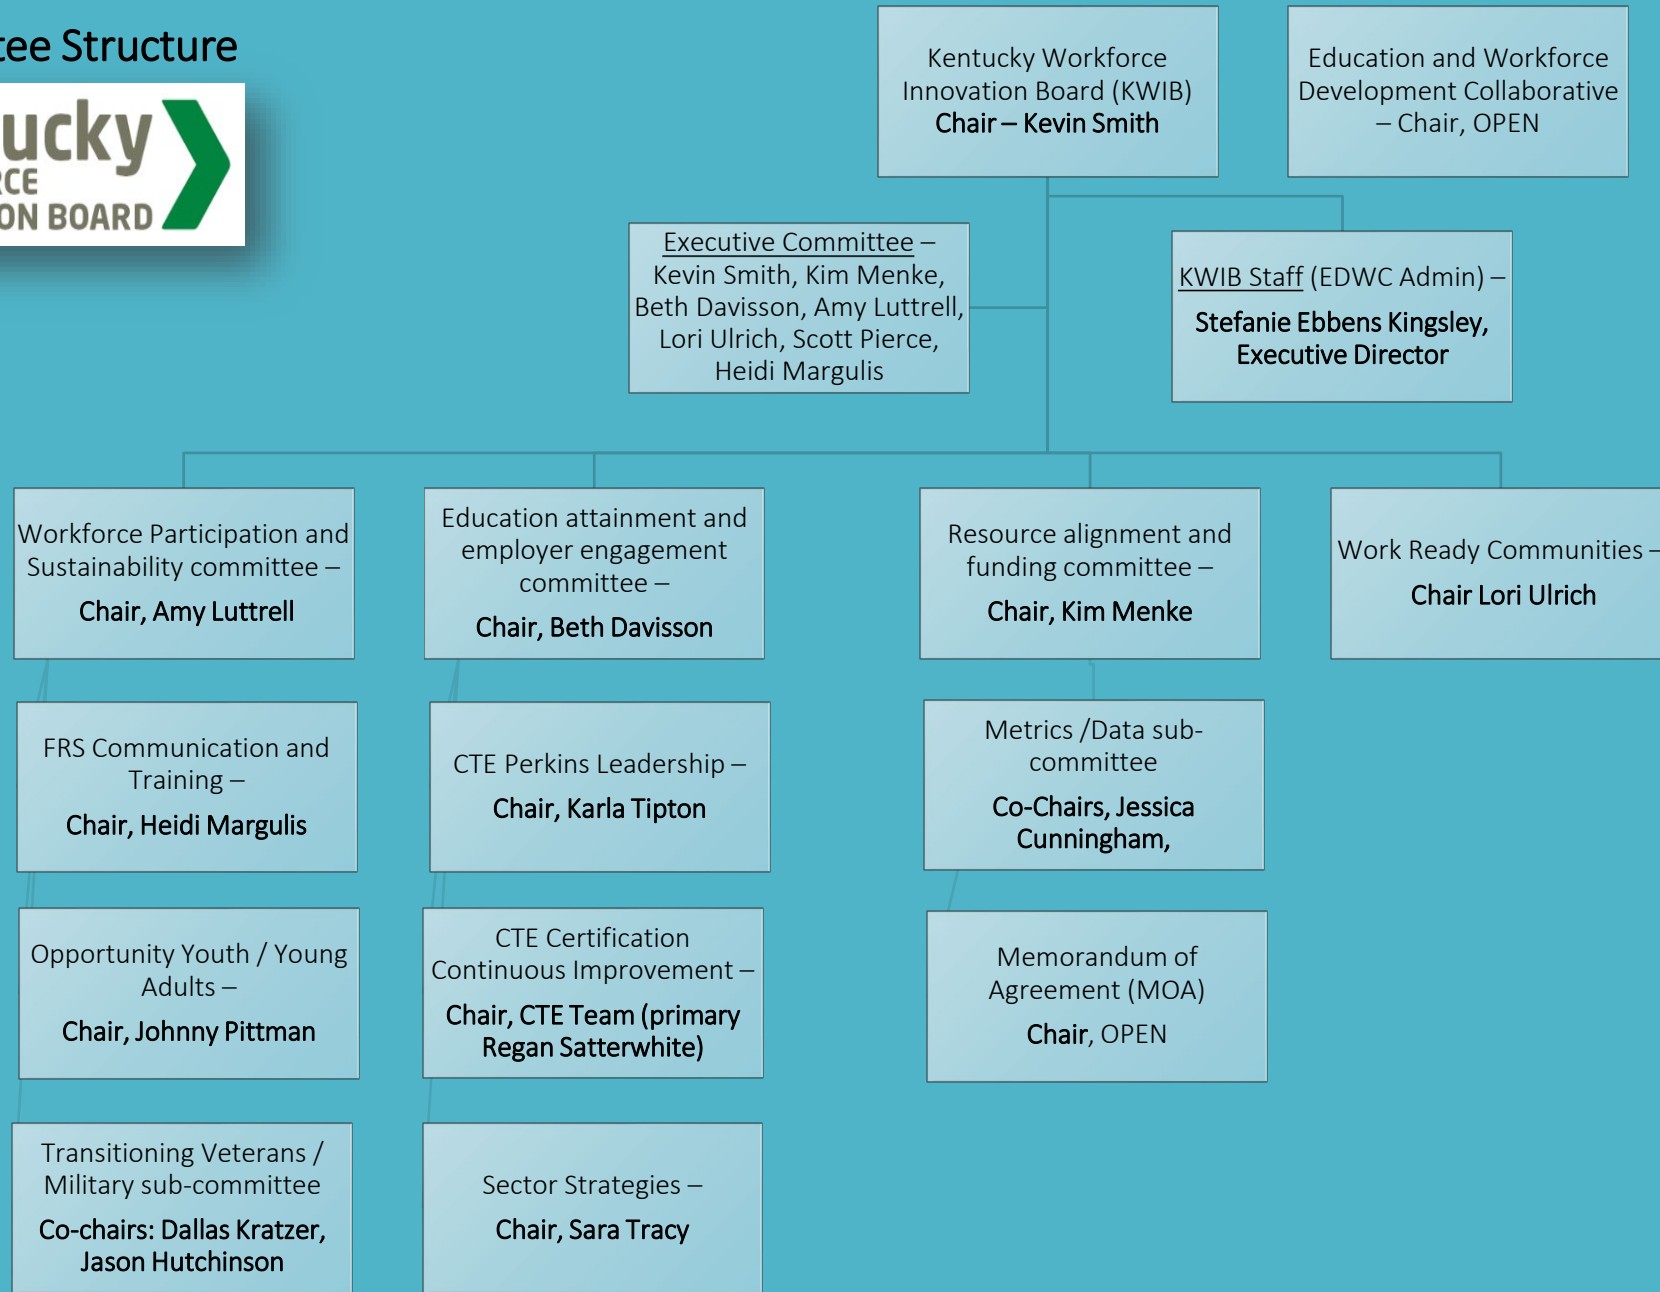 tee Structure
ucky
RCE
ON BOARD
Kentucky Workforce
Innovation Board (KWIB)
Chair – Kevin Smith
Education and Workforce
Development Collaborative
– Chair, OPEN
Executive Committee –
Kevin Smith, Kim Menke,
Beth Davisson, Amy Luttrell,
Lori Ulrich, Scott Pierce,
Heidi Margulis
KWIB Staff (EDWC Admin) –
Stefanie Ebbens Kingsley,
Executive Director
Workforce Participation and
Sustainability committee –
Chair, Amy Luttrell
Education attainment and
employer engagement
committee –
Chair, Beth Davisson
Resource alignment and
funding committee –
Chair, Kim Menke
Work Ready Communities –
Chair Lori Ulrich
FRS Communication and
Training –
Chair, Heidi Margulis
CTE Perkins Leadership –
Chair, Karla Tipton
Metrics /Data sub-
committee
Co-Chairs, Jessica
Cunningham,
Opportunity Youth / Young
Adults –
Chair, Johnny Pittman
CTE Certification
Continuous Improvement –
Chair, CTE Team (primary
Regan Satterwhite)
Memorandum of
Agreement (MOA)
Chair, OPEN
Transitioning Veterans /
Military sub-committee
Co-chairs: Dallas Kratzer,
Jason Hutchinson
Sector Strategies –
Chair, Sara Tracy